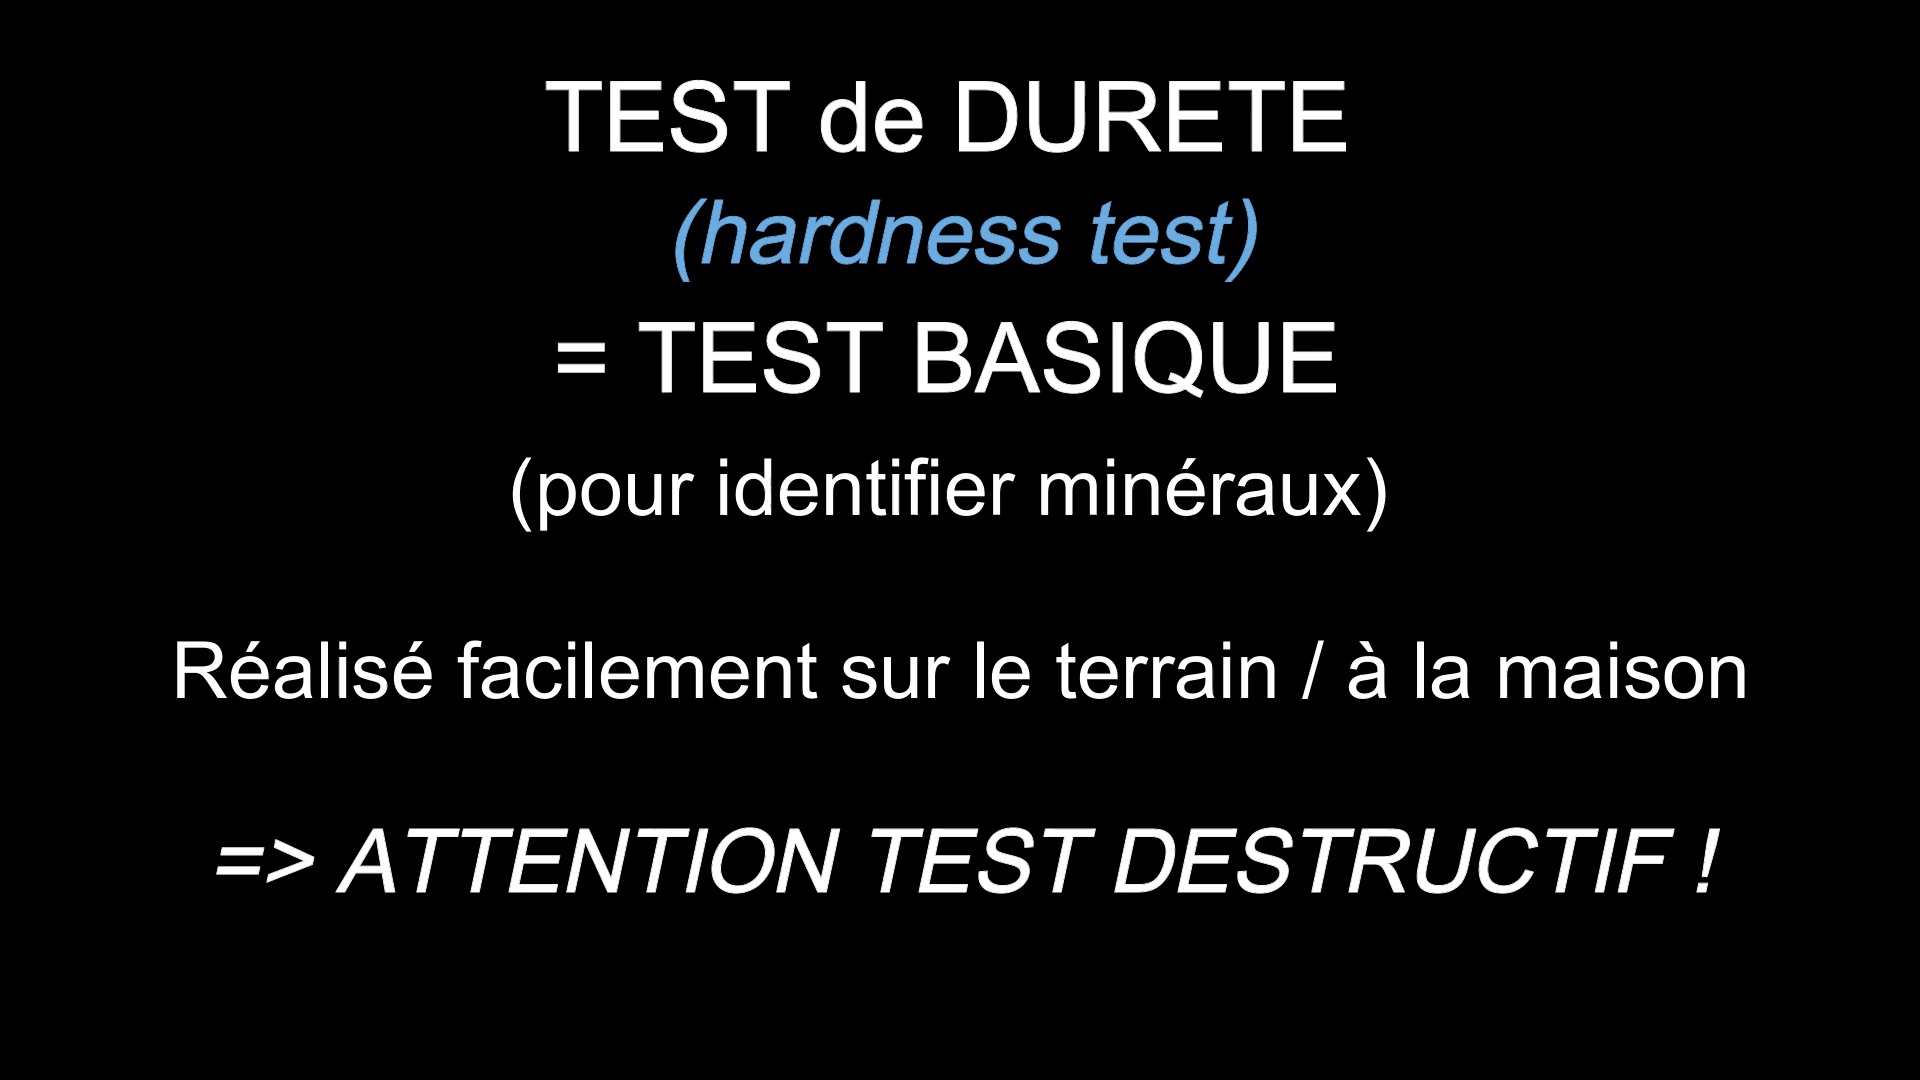 TEST de DURETE
(hardness test)
= TEST BASIQUE
(pour identifier minéraux)
Réalisé facilement sur le terrain / à la maison
=> ATTENTION TEST DESTRUCTIF !